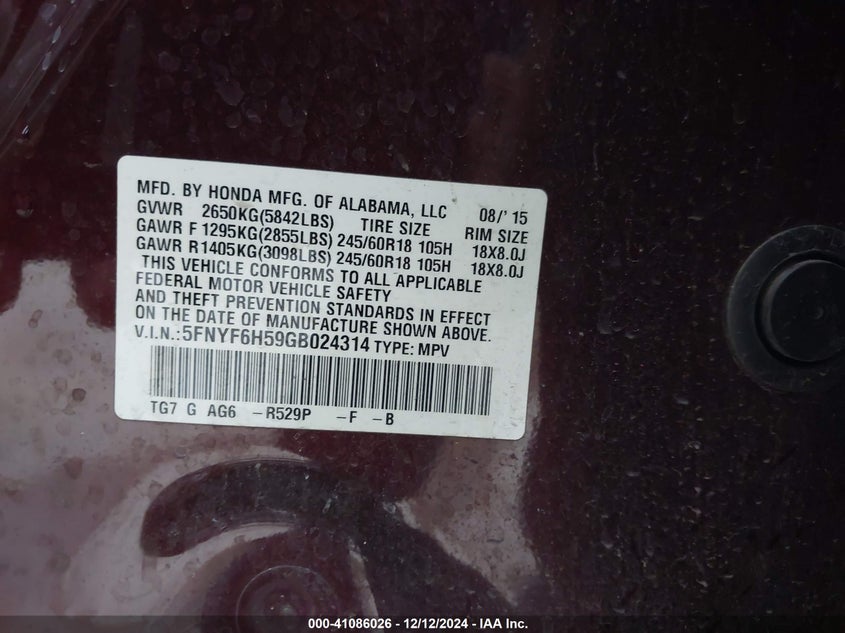 MFD. BY HONDA MFG. OF ALABAMA, LLC 08/' 15
GVWR 2650KG(5842LBS) TIRE SIZE RIM SIZE
GAWR F 1295KG(2855LBS) 245/60R18 105H 18X8.0J
GAWR R1405KG(3098LBS) 245/60R18 105H 18X8.0J
THIS VEHICLE CONFORMS TO ALL APPLICABLE
FEDERAL MOTOR VEHICLE SAFETY
AND THEFT PREVENTION STANDARDS IN EFFECT
ON THE DATE OF MANUFACTURE SHOWN ABOVE.
V.I.N.:5FNYF6H59GB024314 TYPE: MPV
TG7 G AG6 -R529P -F -B
000-41086026 - 12/12/2024 - IAA Inc.